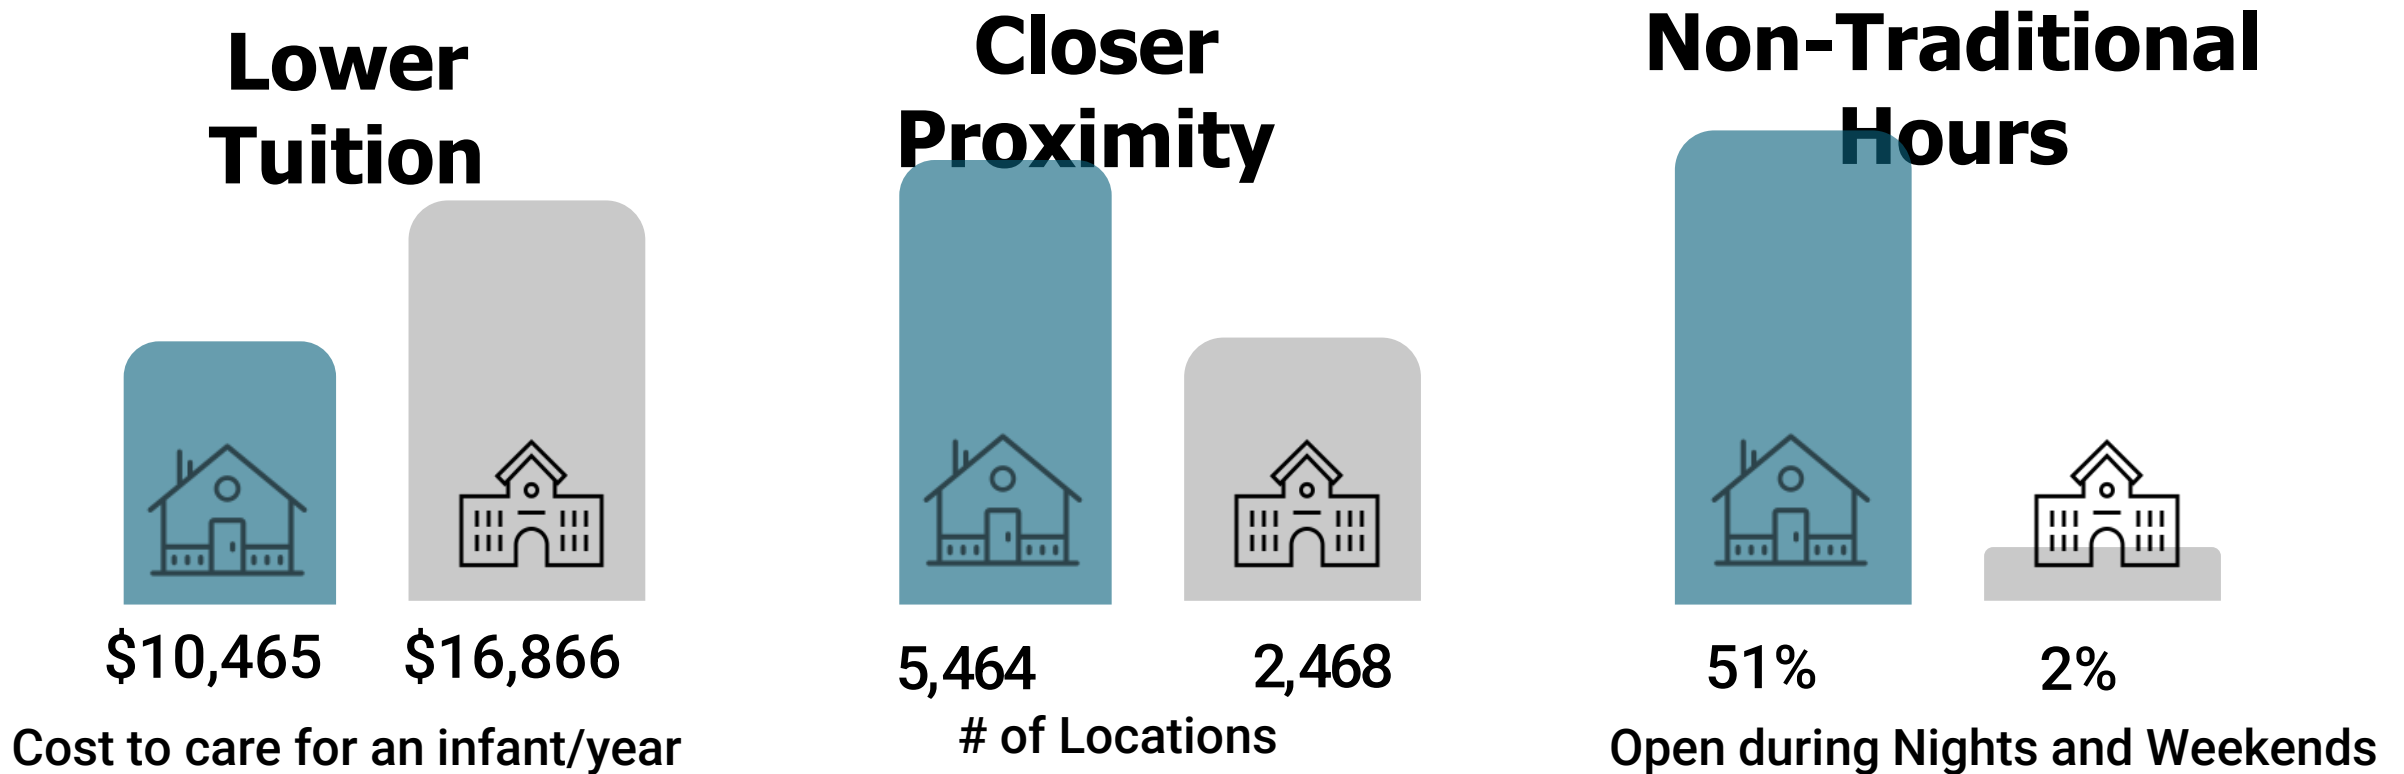 Lower
Tuition
$10,465 $16,866
Cost to care for an infant/year
Closer
Proximity
5,464 2,468
# of Locations
Non-Traditional
Hours
51% 2%
Open during Nights and Weekends